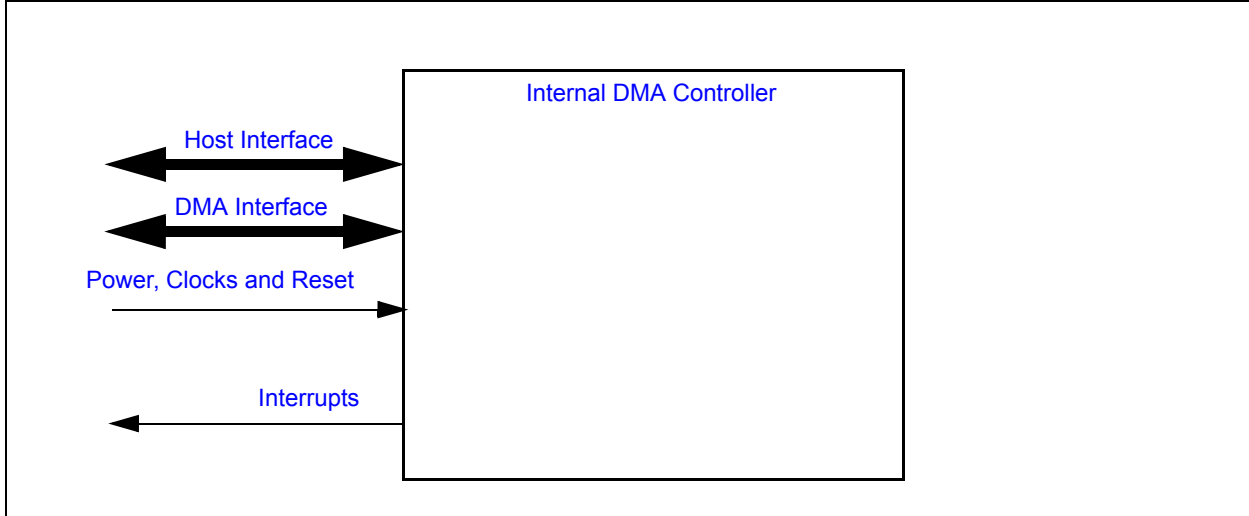 Internal DMA Controller
Host Interface
DMA Interface
Power, Clocks and Reset
Interrupts